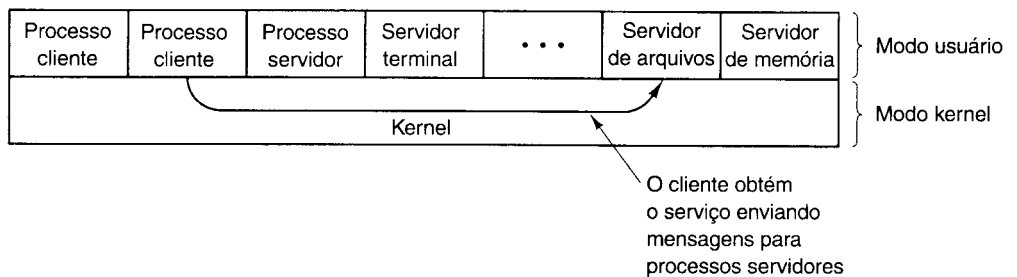 Processo
cliente
Processo
cliente
Processo
servidor
Servidor
terminal
Servidor
de arquivos
Servidor
de memória
Modo usuário
Kernel
Modo kernel
O cliente obtém
o serviço enviando
mensagens para
processos servidores